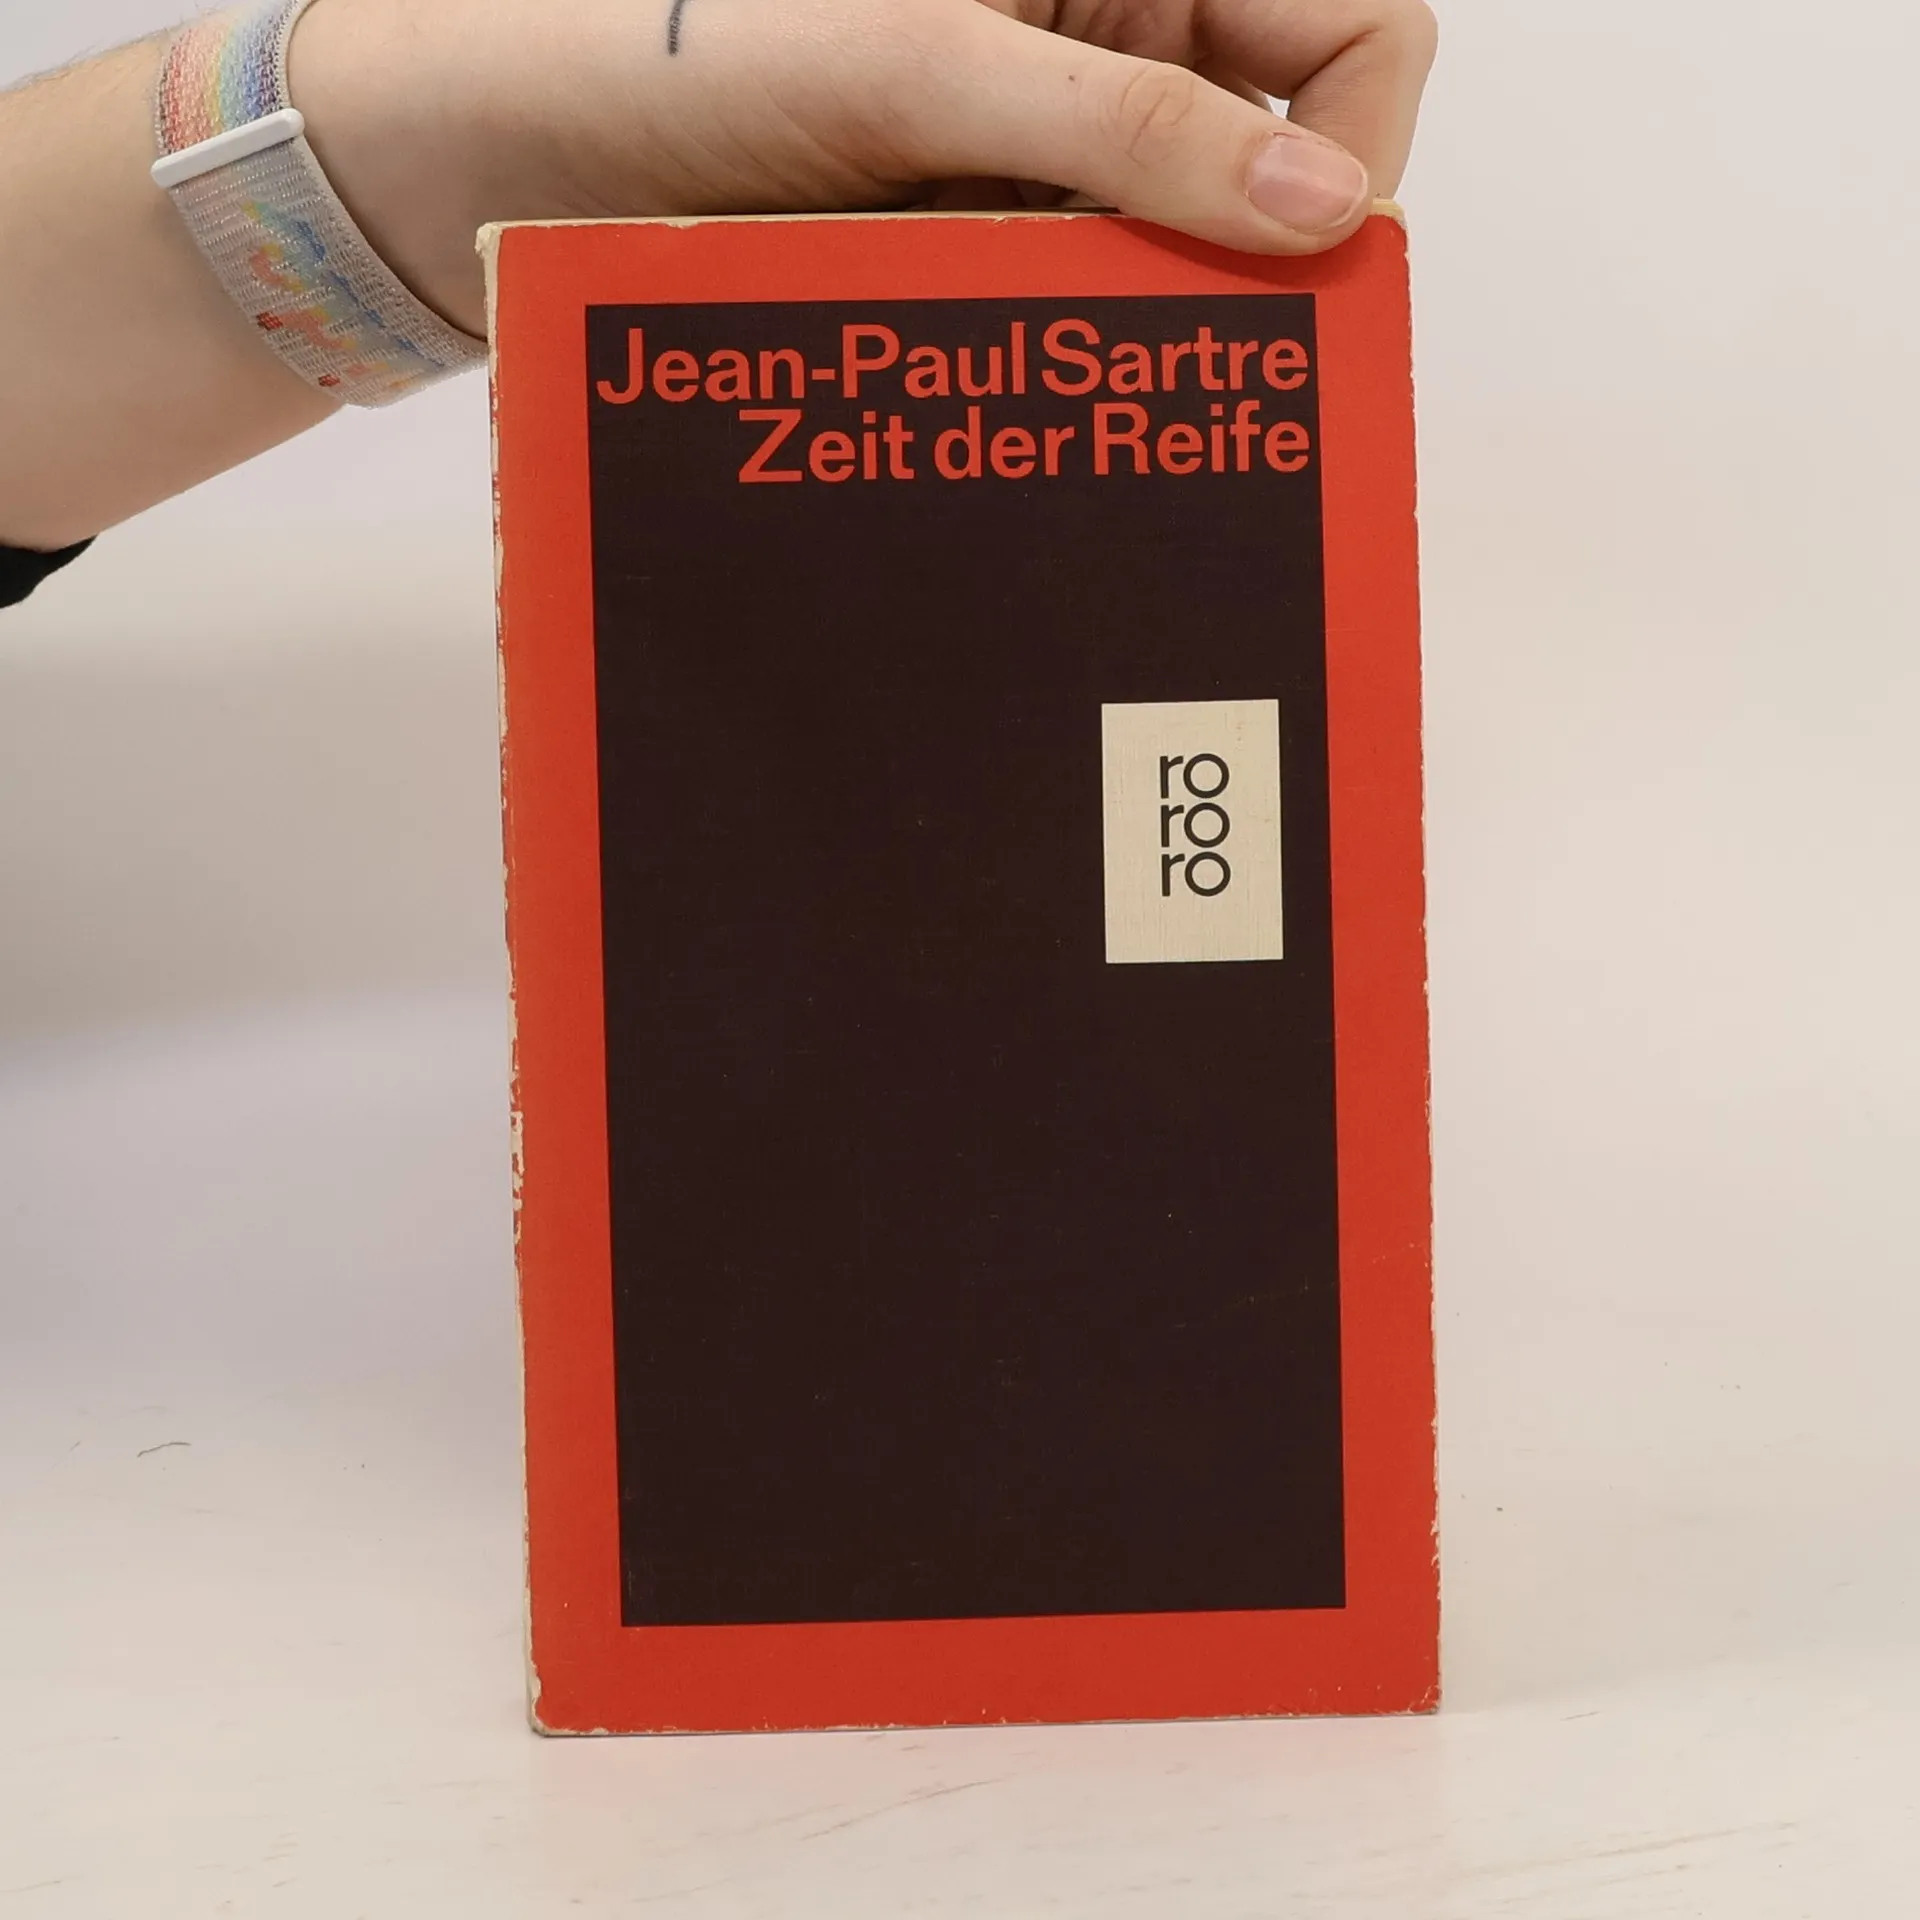 Jean-Paul Sartre
Zeit der Reife
ro
ro
ro